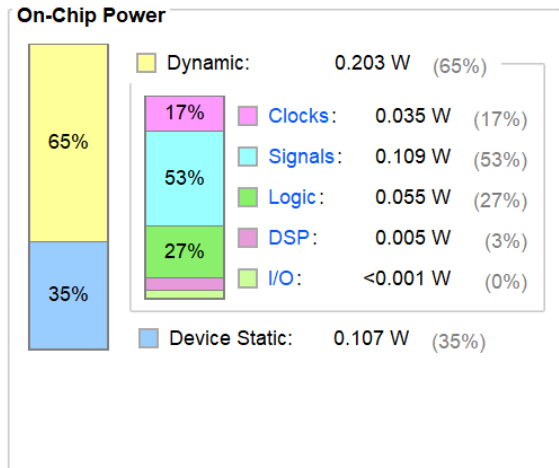 On-Chip Power
65%
35%
Dynamic: 0.203 W (65%)
17%
53%
27%
Clocks: 0.035 W (17%)
Signals: 0.109 W (53%)
Logic: 0.055 W (27%)
DSP: 0.005 W (3%)
I/O: <0.001 W (0%)
Device Static: 0.107 W (35%)